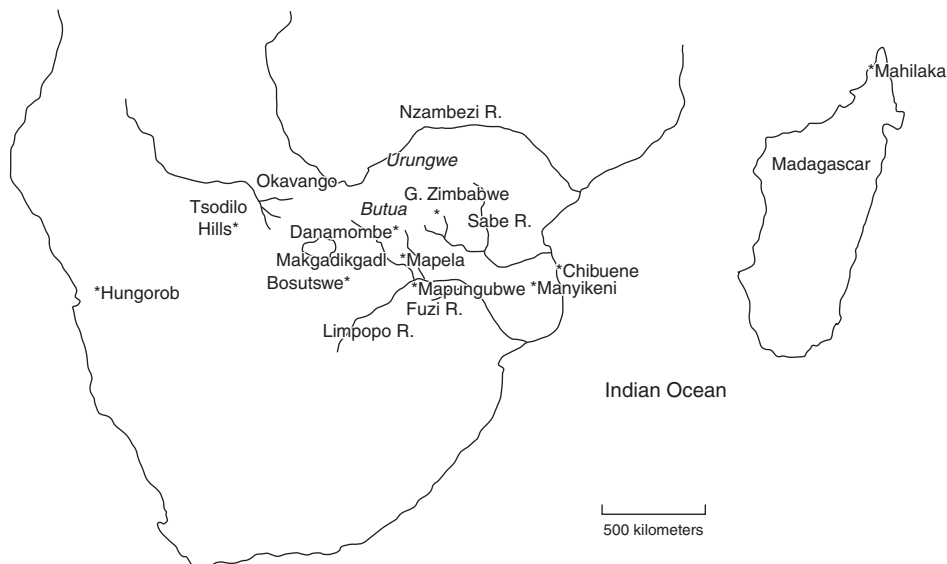 *Mahilaka
Nzambezi R.
Urungwe
Madagascar
Okavango
G. Zimbabwe
*
Tsodilo
Hills*
Butua
Sabe R.
Danamombe*
Makgadikgadi
*Mapela
*Chibuene
Bosutswe*
*Hungorob
*Mapungubwe
*Manyikeni
Fuzi R.
Limpopo R.
Indian Ocean
500 kilometers